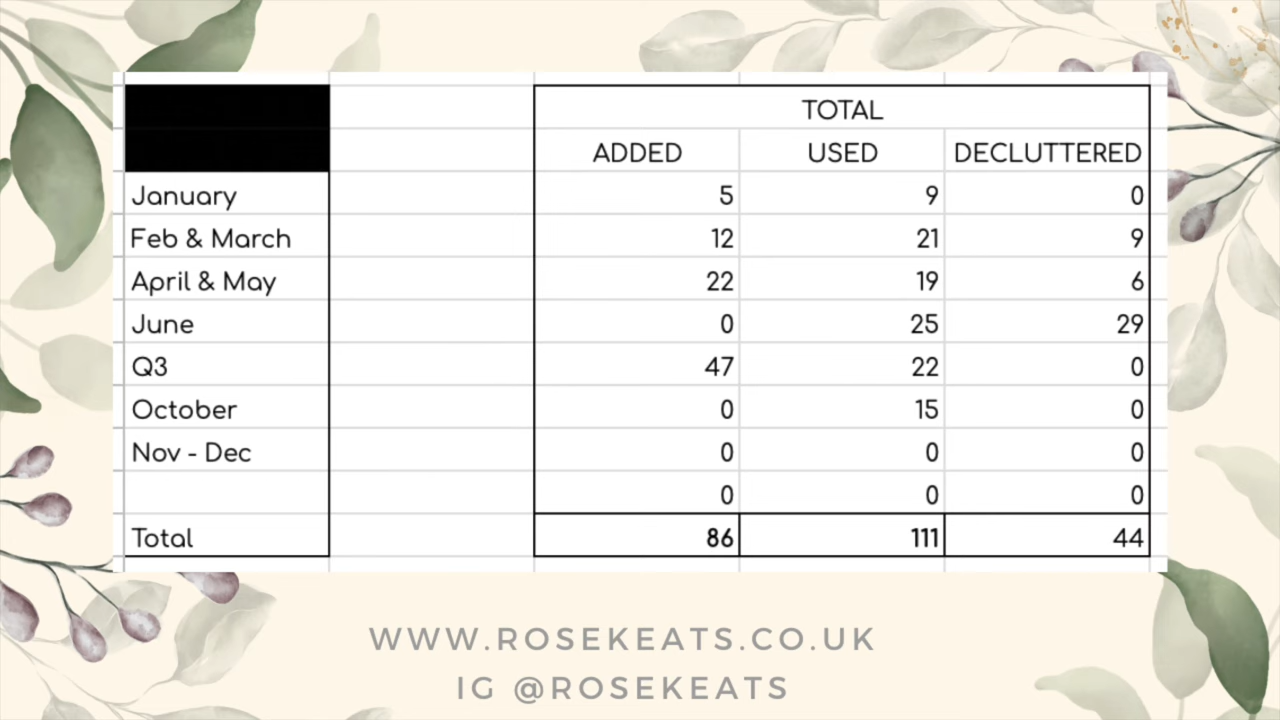 TOTAL
ADDED USED DECLUTTERED
January 5 9 0
Feb & March 12 21 9
April & May 22 19 6
June 0 25 29
Q3 47 22 0
October 0 15 0
Nov - Dec 0 0 0
0 0 0
Total 86 111 44
WWW.ROSEKEATS.CO.UK
IG @ROSEKEATS